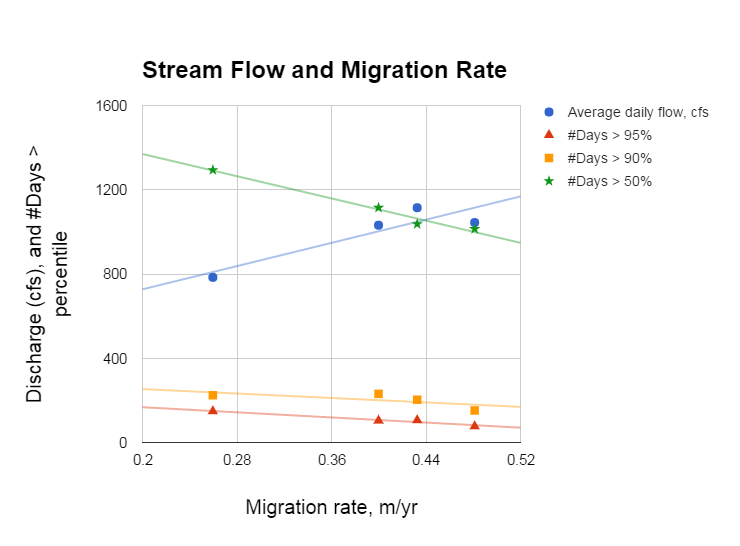 Stream Flow and Migration Rate
Discharge (cfs), and #Days >
percentile
1600
1200
800
400
0
0.2
0.28
0.36
0.44
0.52
Migration rate, m/yr
Average daily flow, cfs
#Days > 95%
#Days > 90%
#Days > 50%